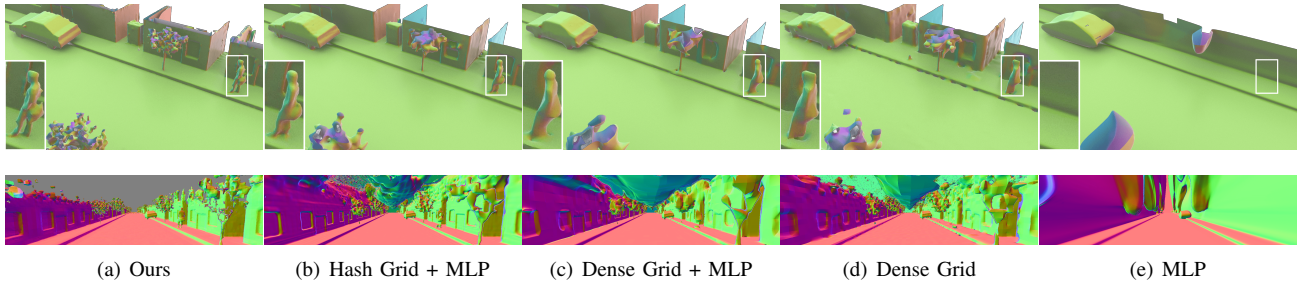 (a) Ours
(b) Hash Grid + MLP
(c) Dense Grid + MLP
(d) Dense Grid
(e) MLP